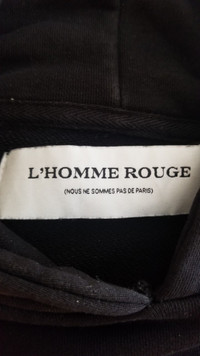 L'HOMME ROUGE
(NOUS NE SOMMES PAS DE PARIS)